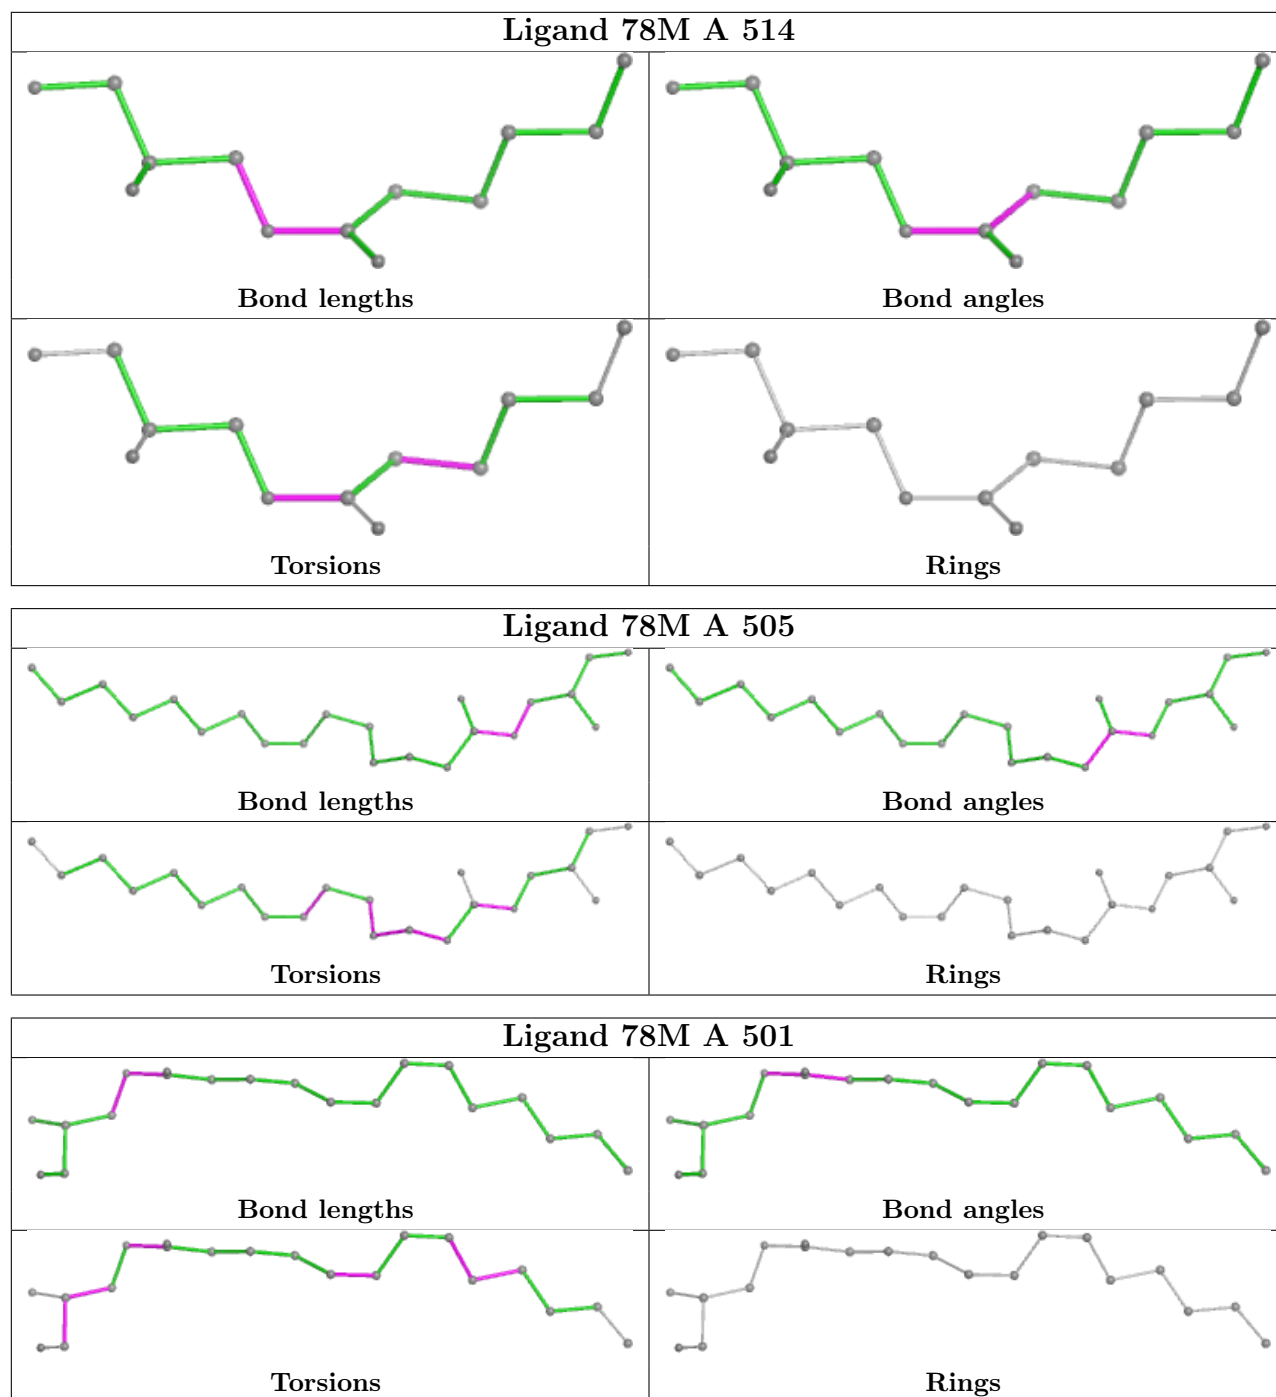 Ligand 78M A 514
Bond lengths
Bond angles
Torsions
Rings
Ligand 78M A 505
Bond lengths
Bond angles
Torsions
Rings
Ligand 78M A 501
Bond lengths
Bond angles
Torsions
Rings